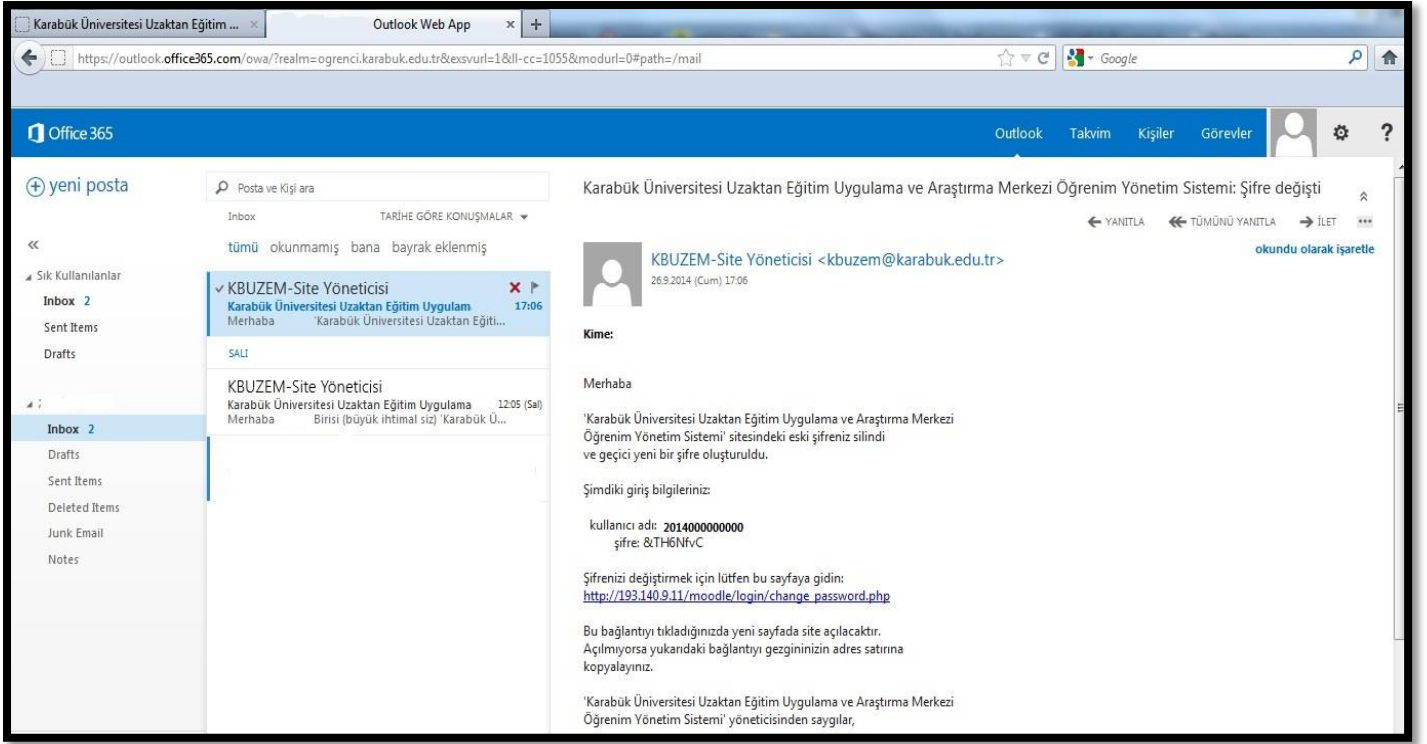 Karabük Üniversitesi Uzaktan Eğitim ...
Outlook Web App
https://outlook.office365.com/owa/?realm=ogrenci.karabuk.edu.tr&exsvurl=1&ll-cc=1055&modurl=0#path=/mail
Google
Office 365
Outlook Takvim Kişiler Görevler ?
yeni posta
Sık Kullanılanlar
Inbox 2
Sent Items
Drafts
Inbox 2
Drafts
Sent Items
Deleted Items
Junk Email
Notes
Posta ve Kişi ara
Inbox TARİHE GÖRE KONUŞMALAR
tümü okunmamış bana bayrak eklenmiş
KBUZEM-Site Yöneticisi
Karabük Üniversitesi Uzaktan Eğitim Uygulam 17:06
Merhaba 'Karabük Üniversitesi Uzaktan Eğiti...
SALI
KBUZEM-Site Yöneticisi
Karabük Üniversitesi Uzaktan Eğitim Uygulama 12:05 (Sal)
Merhaba Birisi (büyük ihtimal siz) 'Karabük Ü...
Karabük Üniversitesi Uzaktan Eğitim Uygulama ve Araştırma Merkezi Öğrenim Yönetim Sistemi: Şifre değişti
YANITLA TÜMÜNÜ YANITLA İLET
okundu olarak işaretle
KBUZEM-Site Yöneticisi <kbuzem@karabuk.edu.tr>
26.9.2014 (Cum) 17:06
Kime:
Merhaba
'Karabük Üniversitesi Uzaktan Eğitim Uygulama ve Araştırma Merkezi
Öğrenim Yönetim Sistemi' sitesindeki eski şifreniz silindi
ve geçici yeni bir şifre oluşturuldu.
Şimdiki giriş bilgileriniz:
kullanıcı adı: 2014000000000
şifre: &TH6NfvC
Şifrenizi değiştirmek için lütfen bu sayfaya gidin:
http://193.140.9.11/moodle/login/change_password.php
Bu bağlantıyı tıkladığınızda yeni sayfada site açılacaktır.
Açılmıyorsa yukarıdaki bağlantıyı gezgininizin adres satırına
kopyalayınız.
'Karabük Üniversitesi Uzaktan Eğitim Uygulama ve Araştırma Merkezi
Öğrenim Yönetim Sistemi' yöneticisinden saygılar,